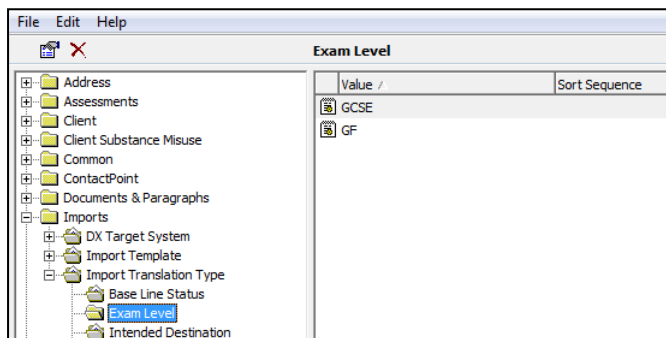 File Edit Help
Exam Level
Address
Assessments
Client
Client Substance Misuse
Common
ContactPoint
Documents & Paragraphs
Imports
DX Target System
Import Template
Import Translation Type
Base Line Status
Exam Level
Intended Destination
Value Sort Sequence
GCSE
GF